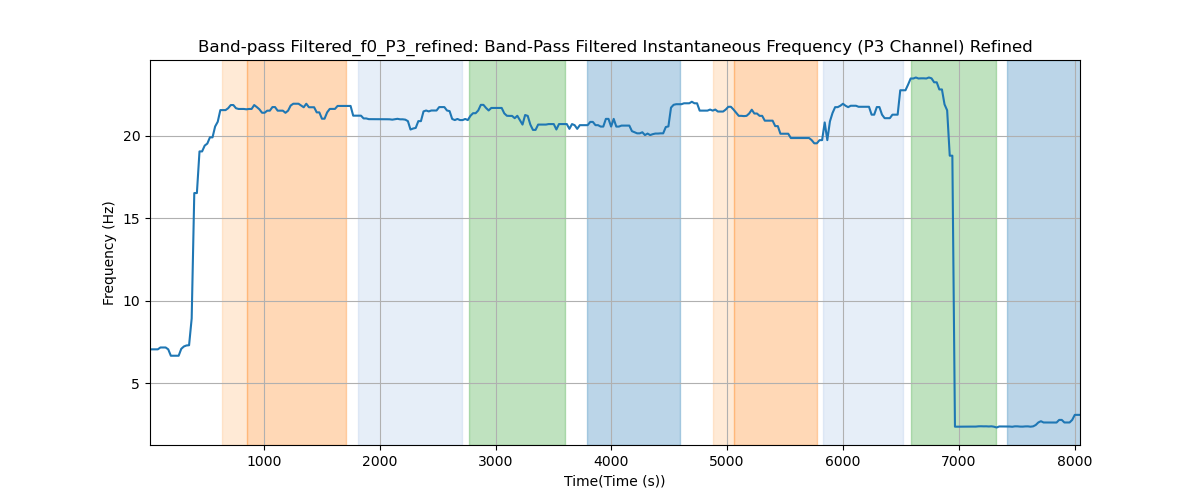 Band-pass Filtered_f0_P3_refined: Band-Pass Filtered Instantaneous Frequency (P3 Channel) Refined
Frequency (Hz)
20
15
10
5
1000 2000 3000 4000 5000 6000 7000 8000
Time(Time (s))